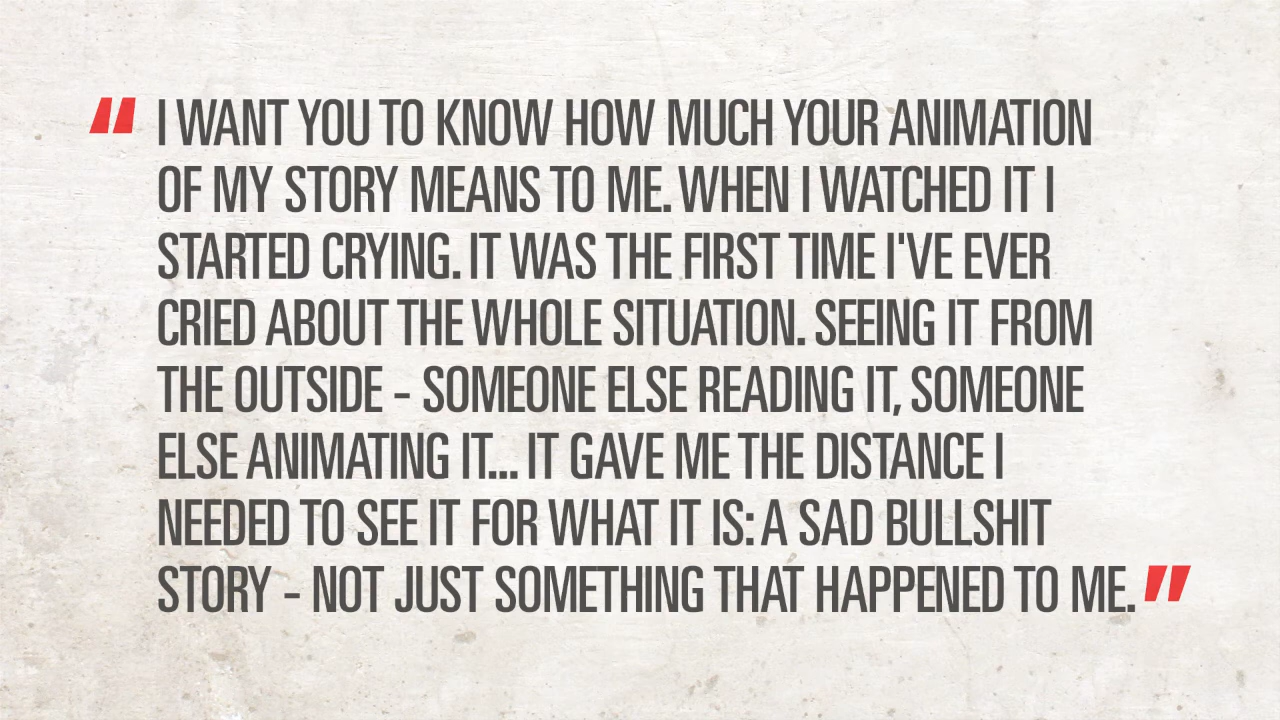 “ I WANT YOU TO KNOW HOW MUCH YOUR ANIMATION
OF MY STORY MEANS TO ME. WHEN I WATCHED IT I
STARTED CRYING. IT WAS THE FIRST TIME I'VE EVER
CRIED ABOUT THE WHOLE SITUATION. SEEING IT FROM
THE OUTSIDE - SOMEONE ELSE READING IT, SOMEONE
ELSE ANIMATING IT... IT GAVE ME THE DISTANCE I
NEEDED TO SEE IT FOR WHAT IT IS: A SAD BULLSHIT
STORY - NOT JUST SOMETHING THAT HAPPENED TO ME. ”